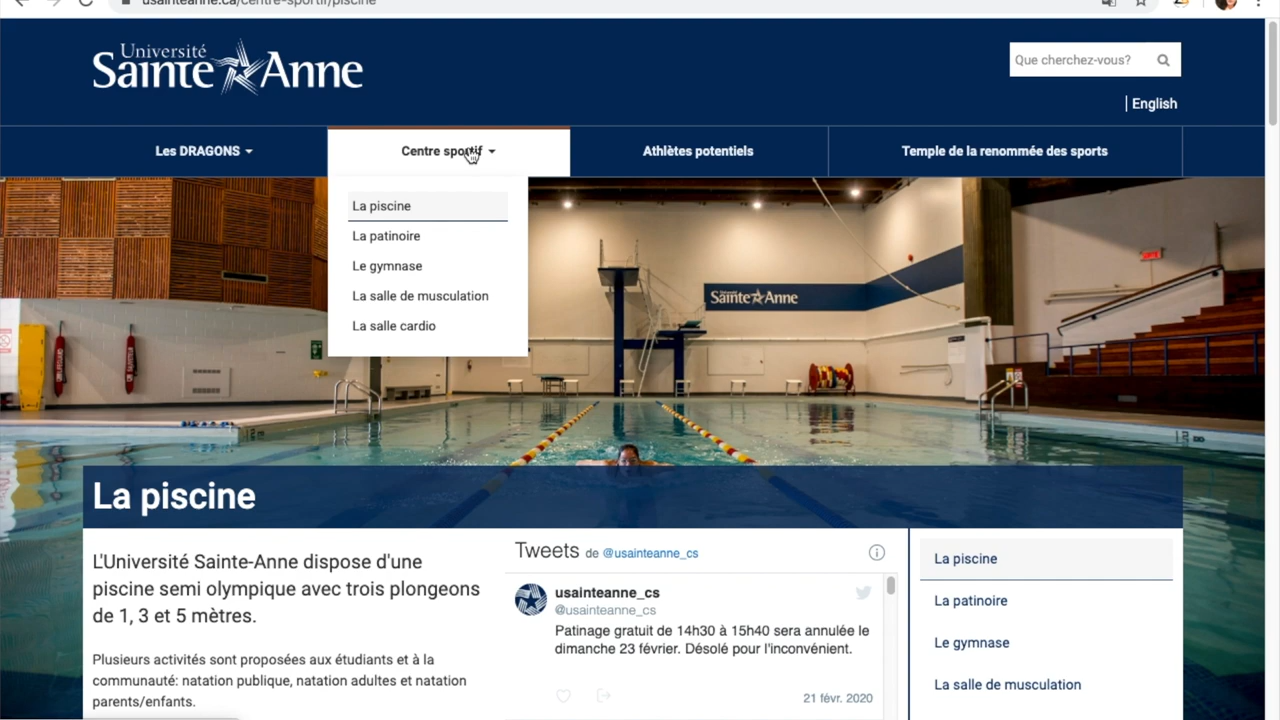 usainteanne.ca/centre-sportif/piscine
Université
Sainte Anne
Que cherchez-vous?
English
Les DRAGONS
Centre sportif
Athlètes potentiels
Temple de la renommée des sports
La piscine
La patinoire
Le gymnase
La salle de musculation
La salle cardio
Université
Sainte Anne
La piscine
L'Université Sainte-Anne dispose d'une
piscine semi olympique avec trois plongeons
de 1, 3 et 5 mètres.
Plusieurs activités sont proposées aux étudiants et à la
communauté: natation publique, natation adultes et natation
parents/enfants.
Tweets de @usainteanne_cs
usainteanne_cs
@usainteanne_cs
Patinage gratuit de 14h30 à 15h40 sera annulée le
dimanche 23 février. Désolé pour l'inconvénient.
21 févr. 2020
La piscine
La patinoire
Le gymnase
La salle de musculation